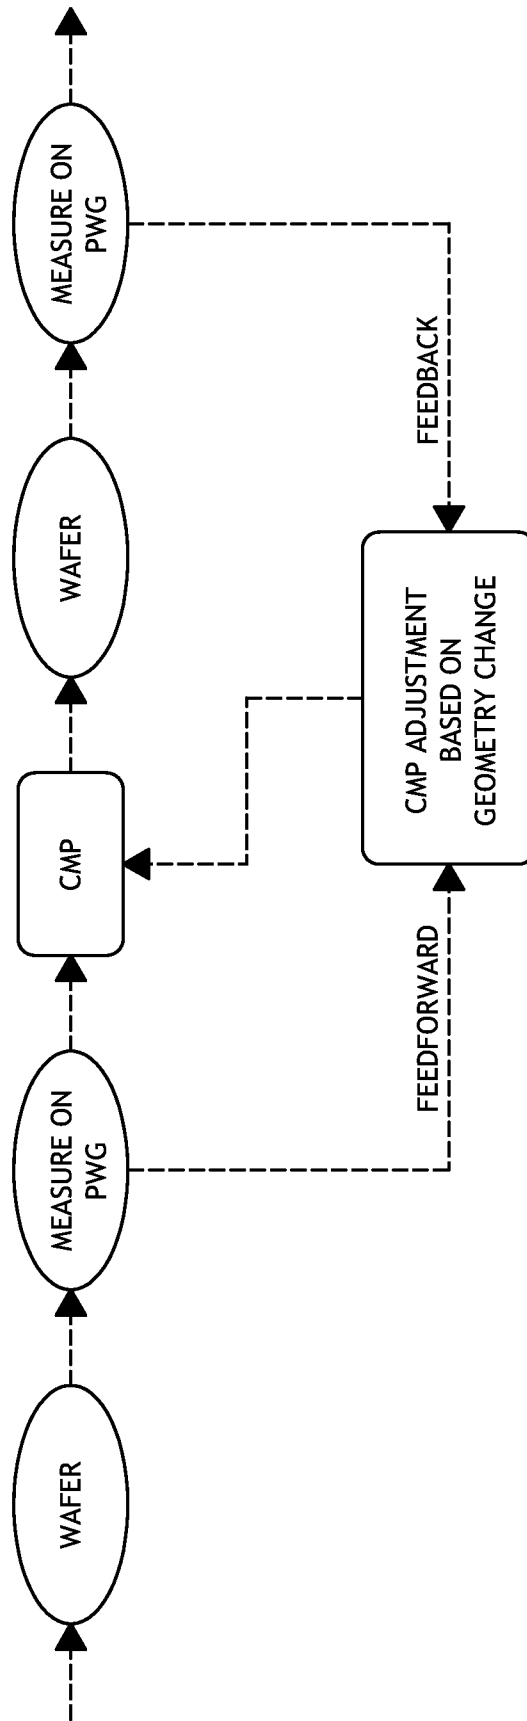 WAFER
MEASURE ON
PWG
CMP
WAFER
MEASURE ON
PWG
FEEDFORWARD
CMP ADJUSTMENT
BASED ON
GEOMETRY CHANGE
FEEDBACK